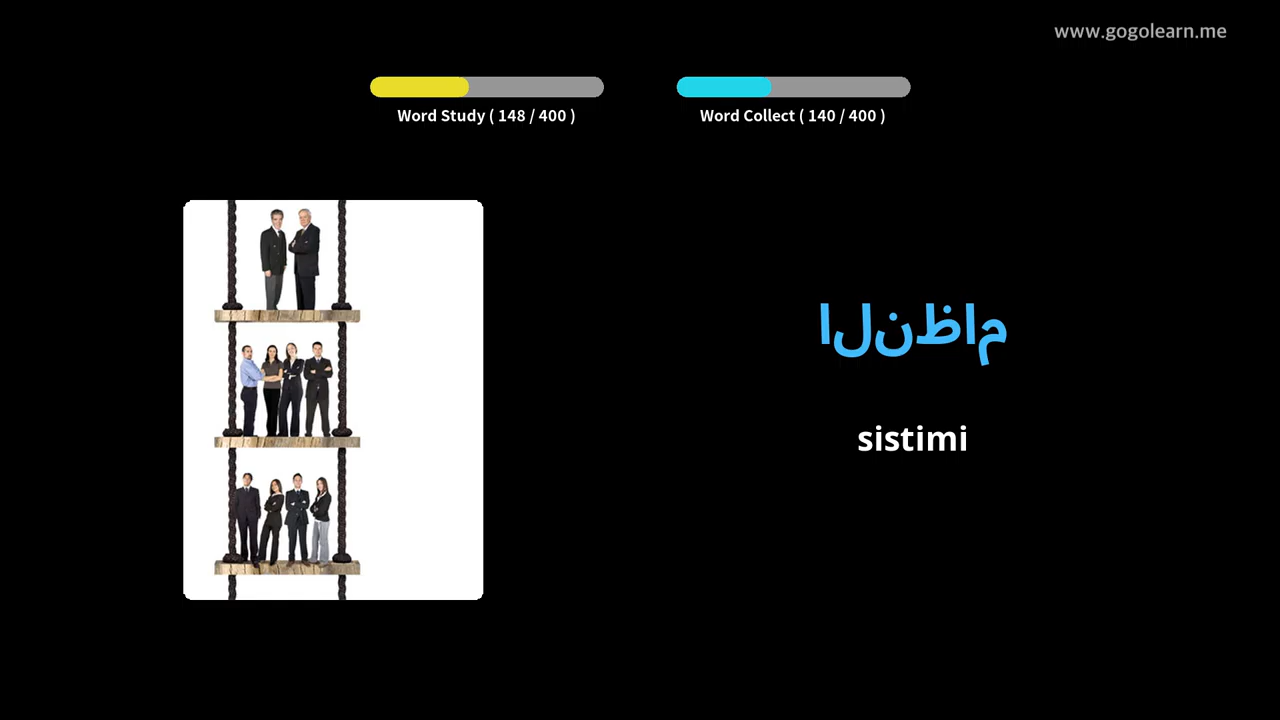 www.gogolearn.me
Word Study ( 148 / 400 )
Word Collect ( 140 / 400 )
النظام
sistimi